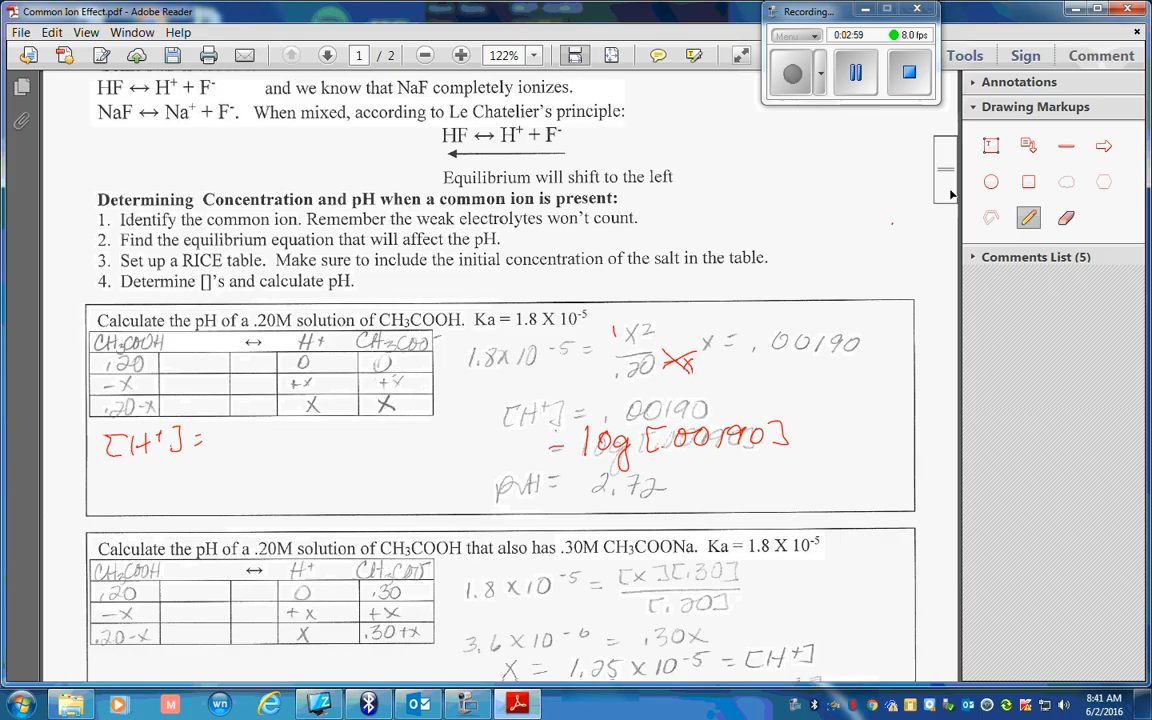 Common Ion Effect.pdf - Adobe Reader
Recording...
File Edit View Window Help
Menu 0:02:59 8.0 fps
1 / 2 122%
Tools Sign Comment
HF ↔ H+ + F- and we know that NaF completely ionizes.
NaF ↔ Na+ + F-. When mixed, according to Le Chatelier's principle:
HF ↔ H+ + F-
Equilibrium will shift to the left
Determining Concentration and pH when a common ion is present:
1. Identify the common ion. Remember the weak electrolytes won't count.
2. Find the equilibrium equation that will affect the pH.
3. Set up a RICE table. Make sure to include the initial concentration of the salt in the table.
4. Determine []'s and calculate pH.
Calculate the pH of a .20M solution of CH3COOH. Ka = 1.8 X 10-5
CH3COOH ↔ H+ CH3COO-
.20 0 0
-x +x +x
.20-x x x
1.8x10-5 = 1x2 / .20 -x x = .00190
[H+] = .00190
[H+] =
= log[.00190]
pH = 2.72
Calculate the pH of a .20M solution of CH3COOH that also has .30M CH3COONa. Ka = 1.8 X 10-5
CH3COOH ↔ H+ CH3COO-
.20 0 .30
-x +x +x
.20-x x .30+x
1.8 x 10-5 = [x][.30] / [.20]
3.6 x 10-6 = .30x
x = 1.25 x 10-5 = [H+]
Annotations
Drawing Markups
Comments List (5)
8:41 AM
6/2/2016